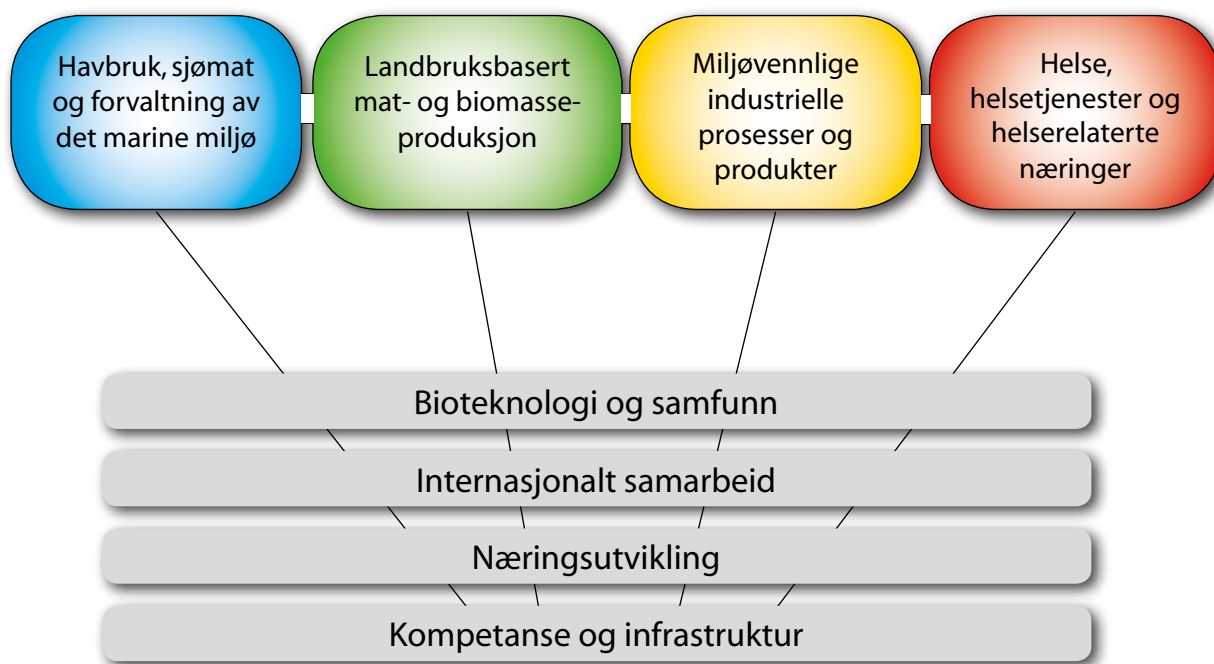 Havbruk, sjømat
og forvaltning av
det marine miljø
Landbruksbasert
mat- og biomasse-
produksjon
Miljøvennlige
industrielle
prosesser og
produkter
Helse,
helsetjenester og
helserelaterte
næringer
Bioteknologi og samfunn
Internasjonalt samarbeid
Næringsutvikling
Kompetanse og infrastruktur